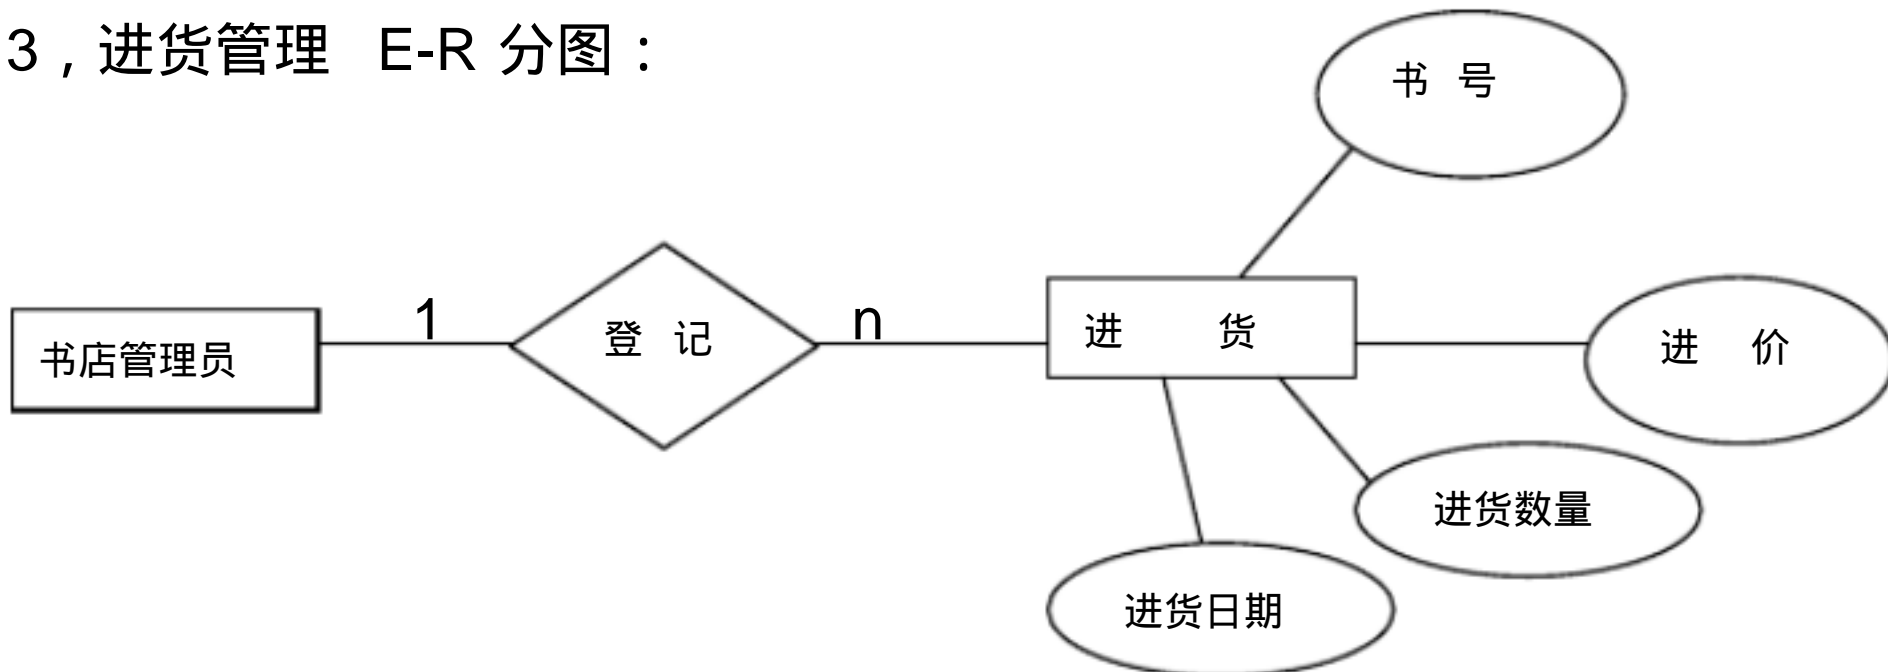 3，进货管理 E-R 分图：
书 号
书店管理员
1
登 记
n
进 货
进 价
进货数量
进货日期